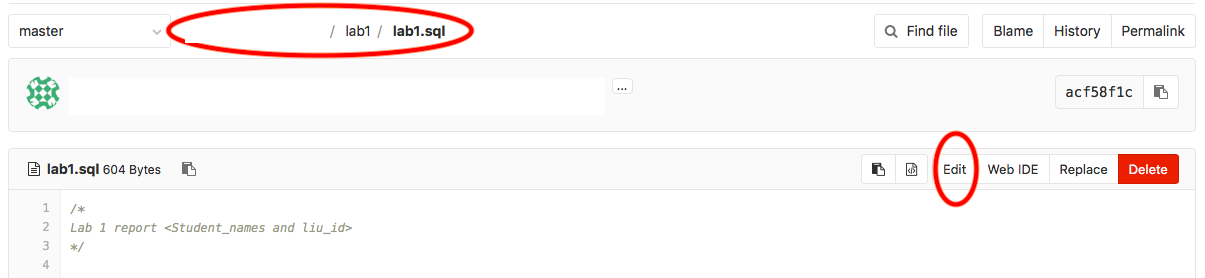 master / lab1 / lab1.sql Find file Blame History Permalink
... acf58f1c
lab1.sql 604 Bytes Edit Web IDE Replace Delete
1 /*
2 Lab 1 report <Student_names and liu_id>
3 */
4